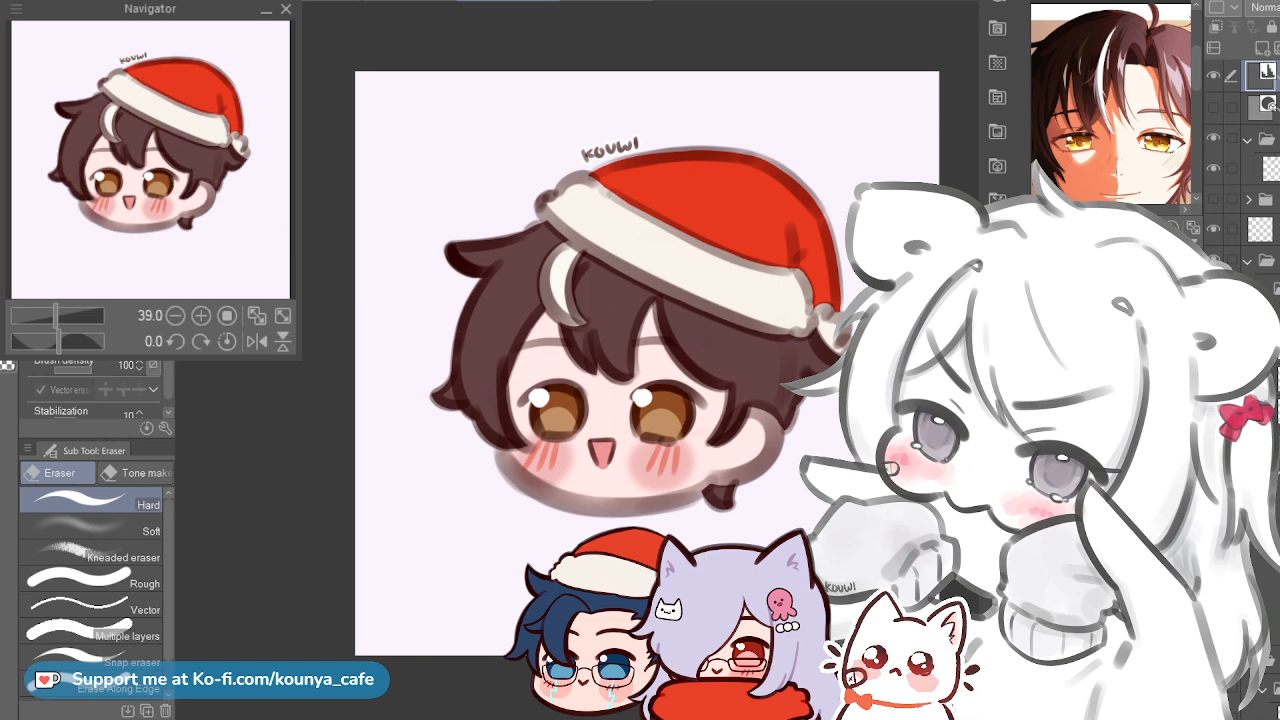 Navigator
Norma
KOUWI
KOUWI
39.0
0.0
Brush density
100
Vector eras
Stabilization
10
Sub Tool: Eraser
Eraser
Tone make
Hard
Soft
Kneaded eraser
Rough
Vector
Multiple layers
Snap eraser
Erase Along Edge
Support me at Ko-fi.com/kounya_cafe
KOUWI